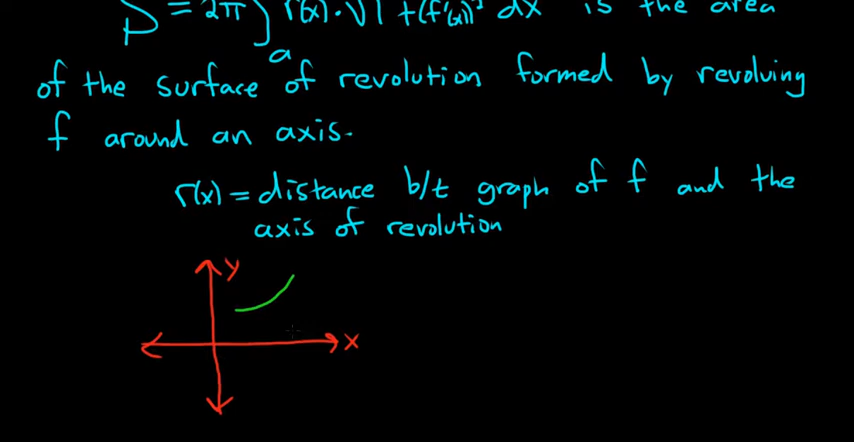 S = 2π ∫ r(x) · √1 + (f'(x))² dx is the area
a
of the surface of revolution formed by revolving
f around an axis.
r(x) = distance b/t graph of f and the
axis of revolution
y
x